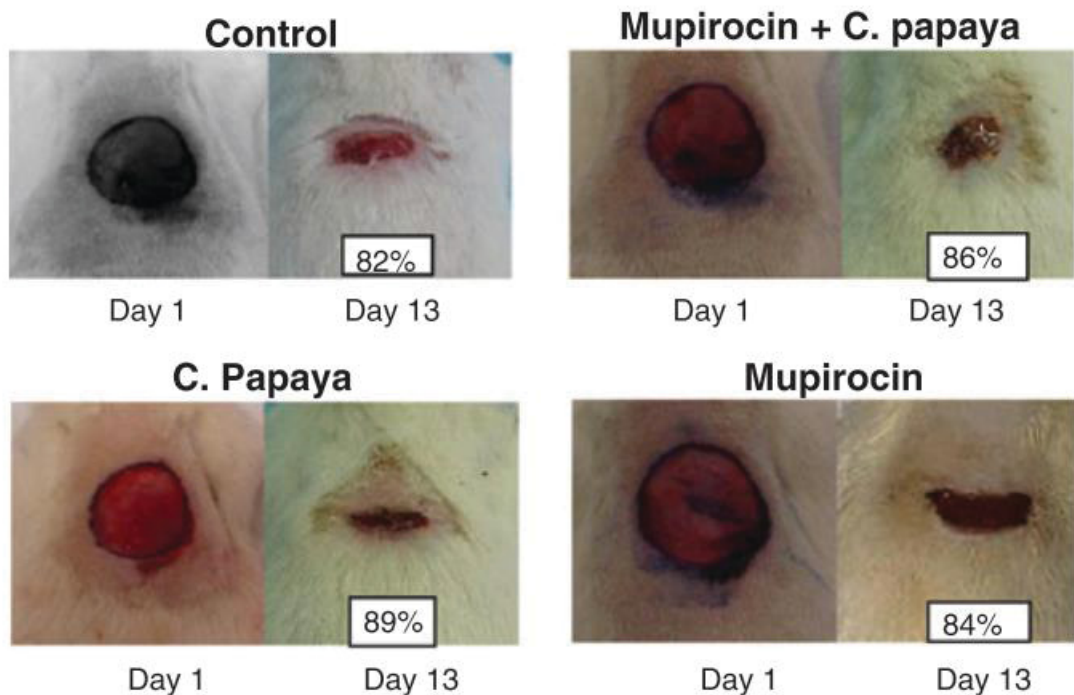 Control
82%
Day 1 Day 13
Mupirocin + C. papaya
86%
Day 1 Day 13
C. Papaya
89%
Day 1 Day 13
Mupirocin
84%
Day 1 Day 13